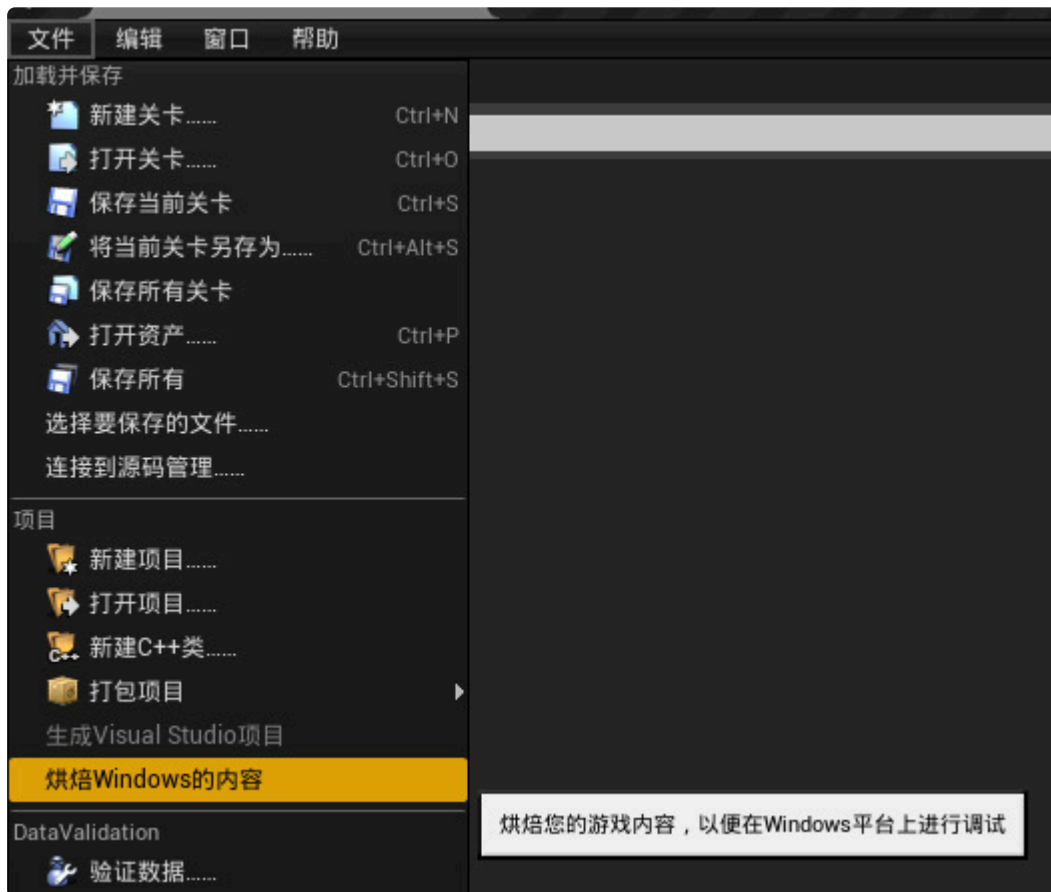 文件 编辑 窗口 帮助
加载并保存
新建关卡…… Ctrl+N
打开关卡…… Ctrl+O
保存当前关卡 Ctrl+S
将当前关卡另存为…… Ctrl+Alt+S
保存所有关卡
打开资产…… Ctrl+P
保存所有 Ctrl+Shift+S
选择要保存的文件……
连接到源码管理……
项目
新建项目……
打开项目……
新建C++类……
打包项目
生成Visual Studio项目
烘焙Windows的内容
烘焙您的游戏内容，以便在Windows平台上进行调试
DataValidation
验证数据……